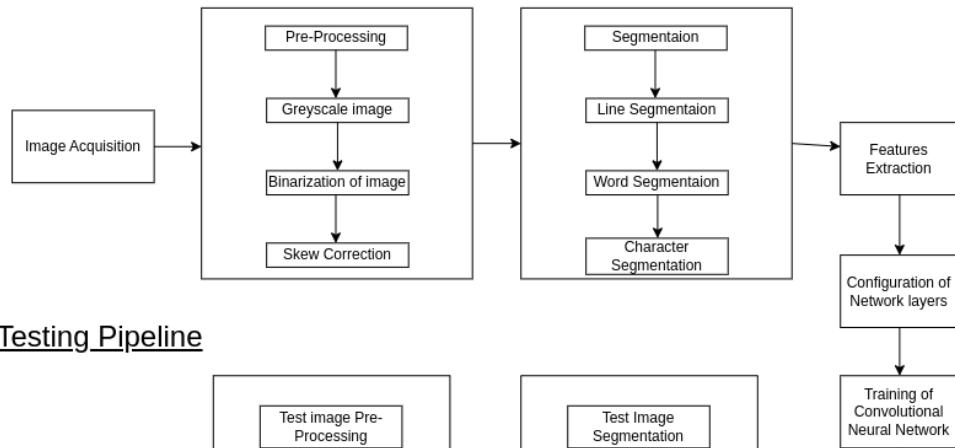 Pre-Processing
Greyscale image
Binarization of image
Skew Correction
Segmentaion
Line Segmentaion
Word Segmentaion
Character
Segmentation
Image Acquisition
Features
Extraction
Configuration of
Network layers
Training of
Convolutional
Neural Network
Testing Pipeline
Test image Pre-
Processing
Test Image
Segmentation